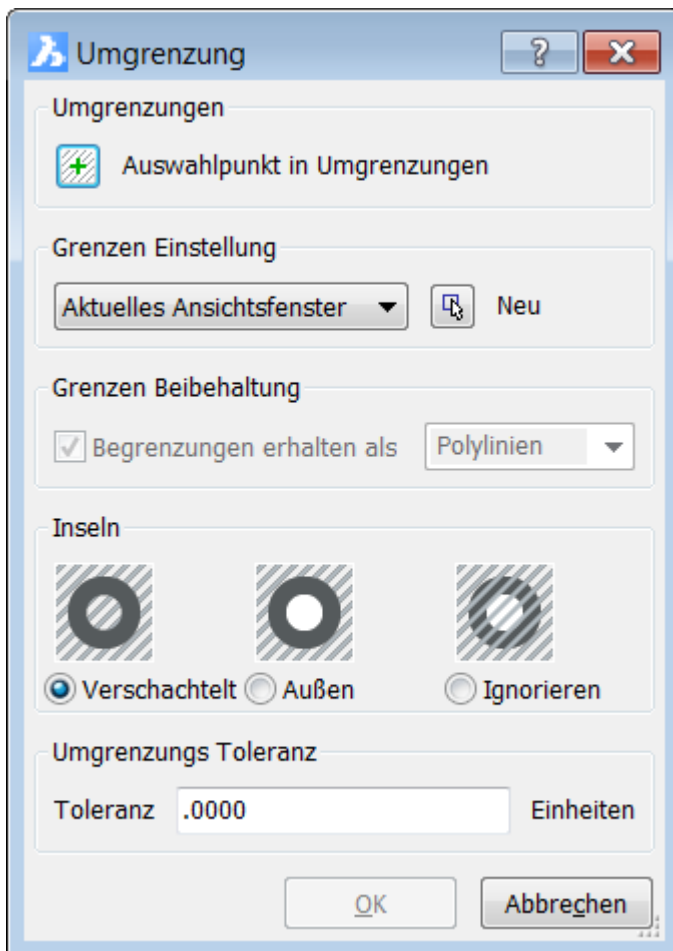 Umgrenzung
Umgrenzungen
Auswahlpunkt in Umgrenzungen
Grenzen Einstellung
Aktuelles Ansichtsfenster Neu
Grenzen Beibehaltung
Begrenzungen erhalten als Polylinien
Inseln
Verschachtelt Außen Ignorieren
Umgrenzungs Toleranz
Toleranz .0000 Einheiten
OK Abbrechen